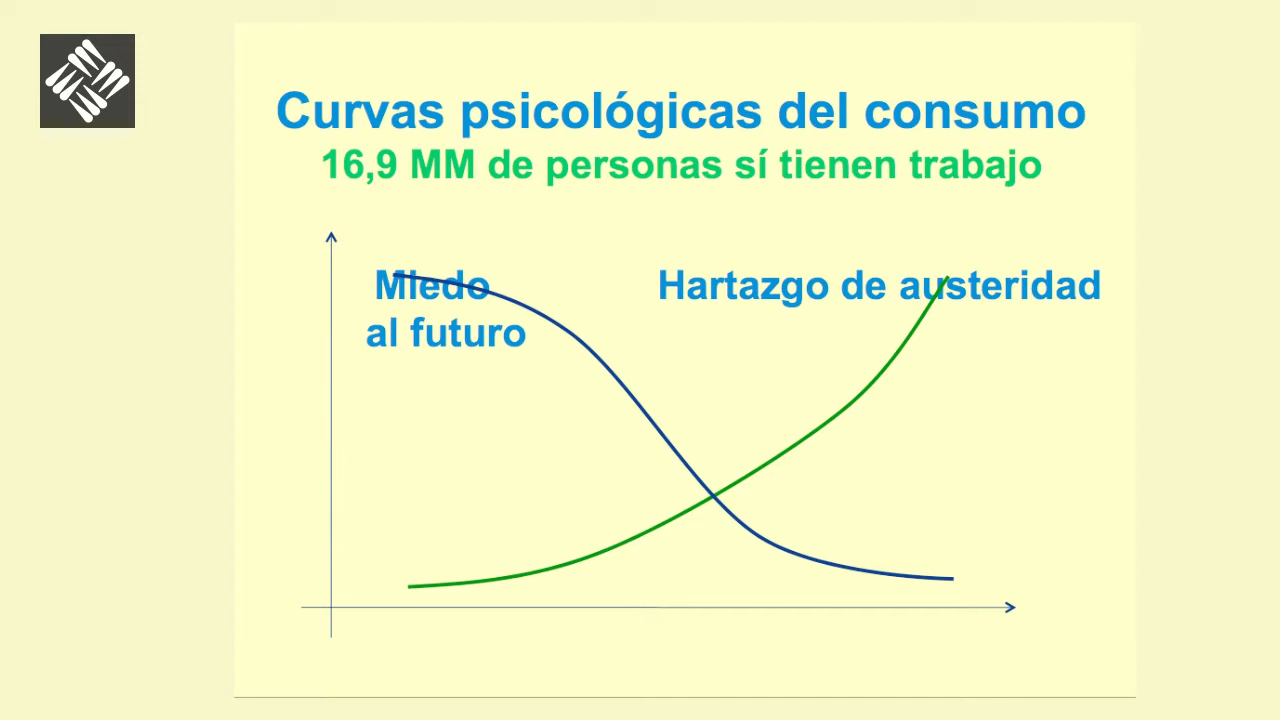 Curvas psicológicas del consumo
16,9 MM de personas sí tienen trabajo
Miedo
al futuro
Hartazgo de austeridad